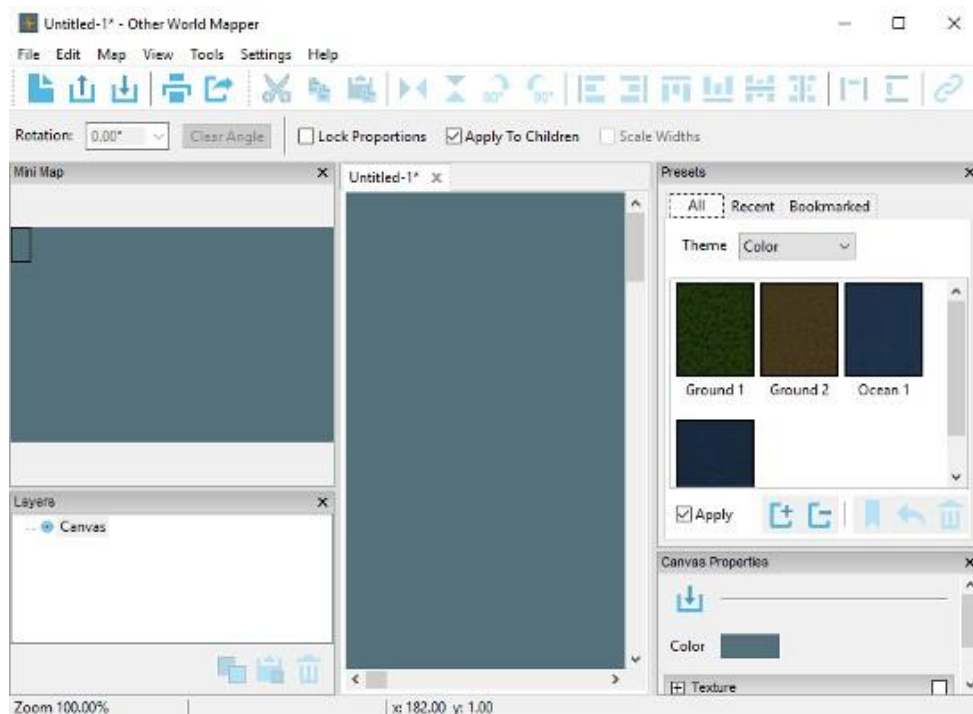 Untitled-1* - Other World Mapper
File Edit Map View Tools Settings Help
90° 90°
Rotation: 0.00° Clear Angle Lock Proportions Apply To Children Scale Widths
Mini Map
Untitled-1*
Presets
All Recent Bookmarked
Theme Color
Ground 1 Ground 2 Ocean 1
Layers
Canvas
Apply
Canvas Properties
Color
Texture
Zoom 100.00% x: 182.00 y: 1.00